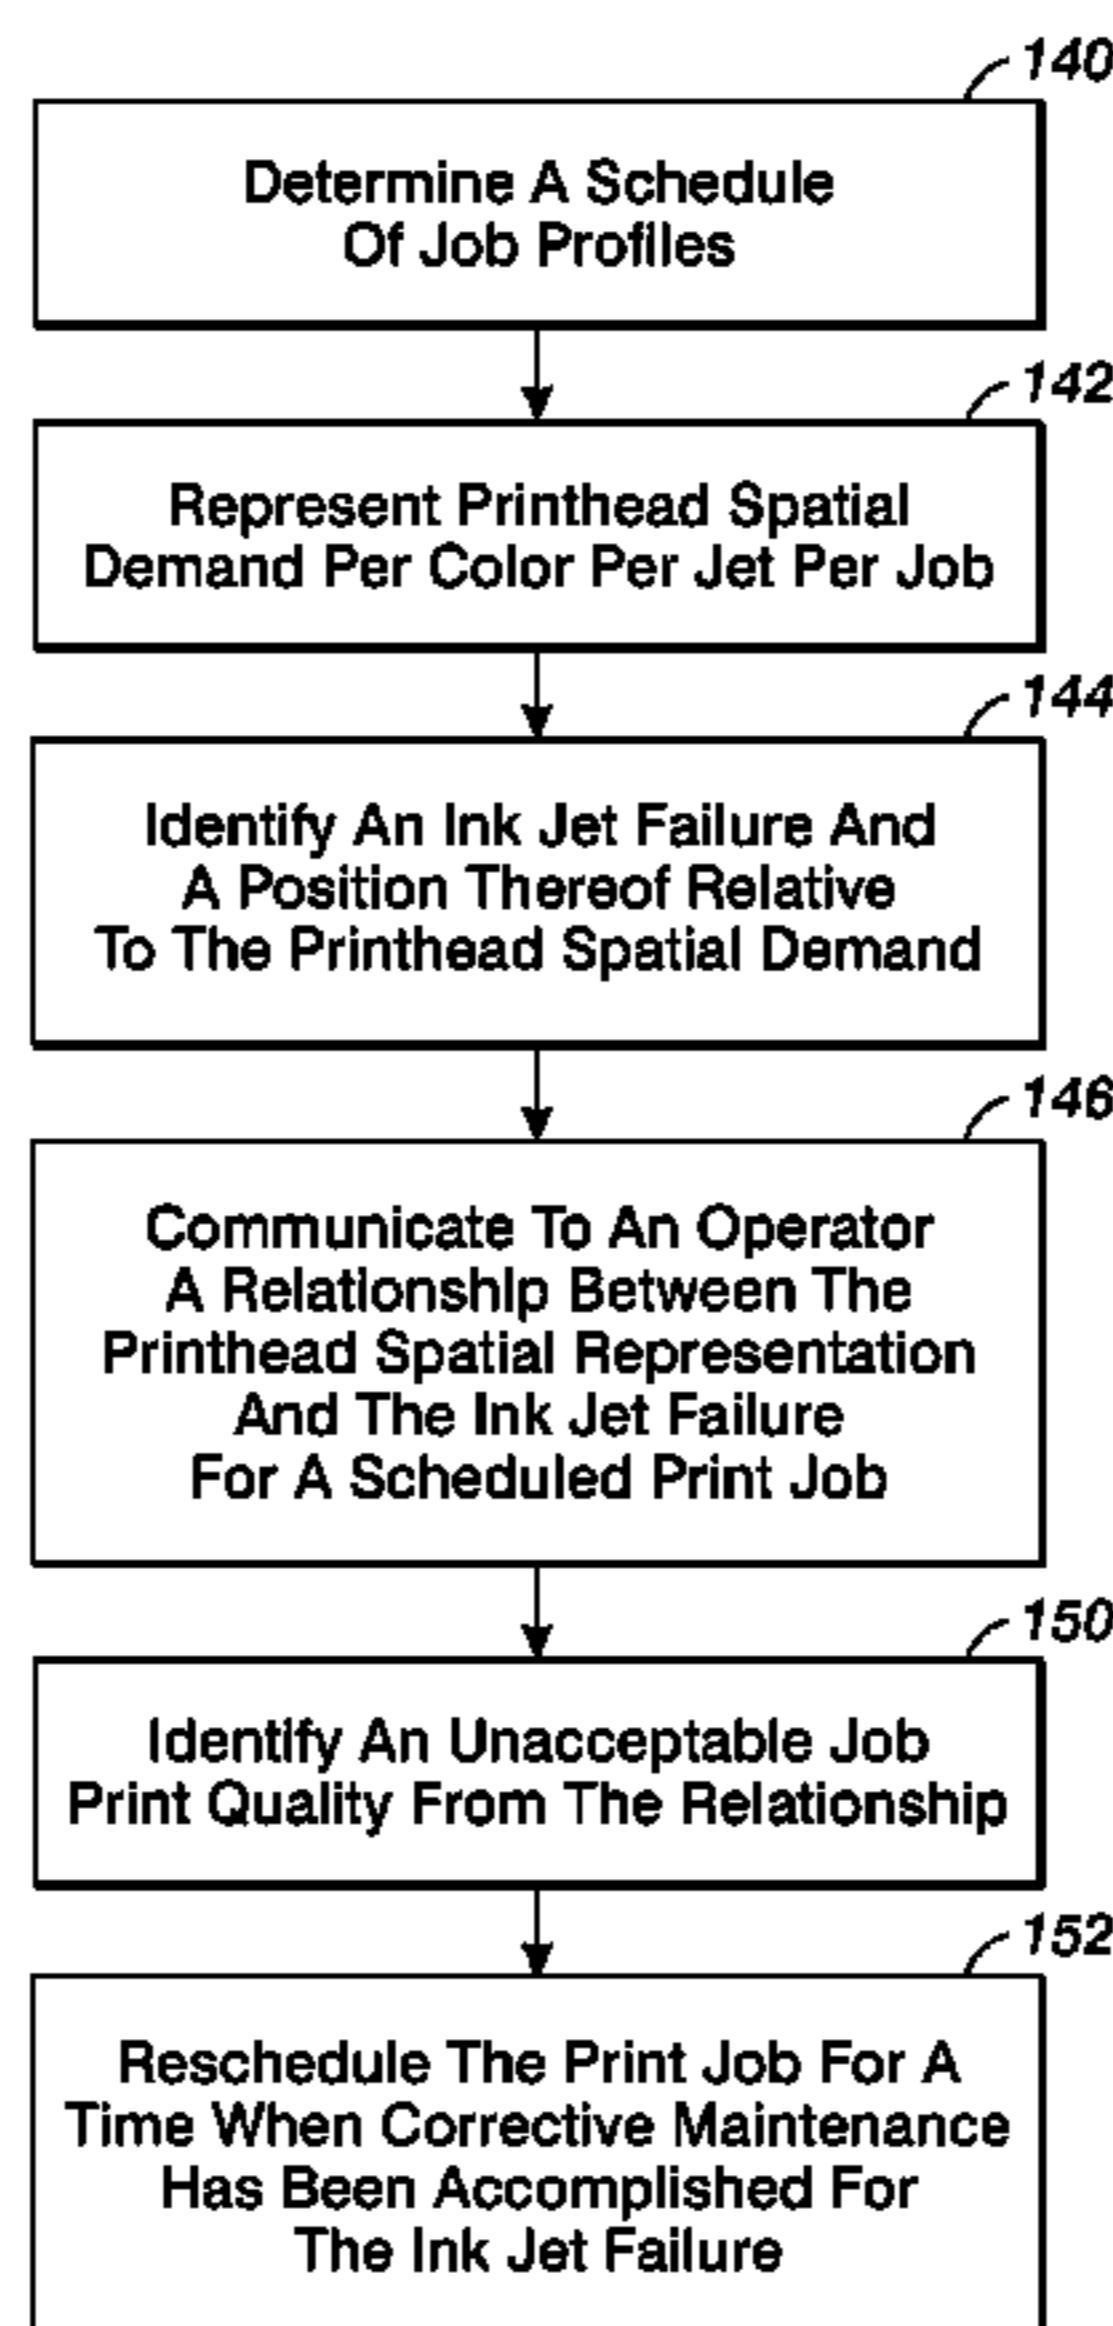 140
Determine A Schedule
Of Job Profiles
142
Represent Printhead Spatial
Demand Per Color Per Jet Per Job
144
Identify An Ink Jet Failure And
A Position Thereof Relative
To The Printhead Spatial Demand
146
Communicate To An Operator
A Relationship Between The
Printhead Spatial Representation
And The Ink Jet Failure
For A Scheduled Print Job
150
Identify An Unacceptable Job
Print Quality From The Relationship
152
Reschedule The Print Job For A
Time When Corrective Maintenance
Has Been Accomplished For
The Ink Jet Failure